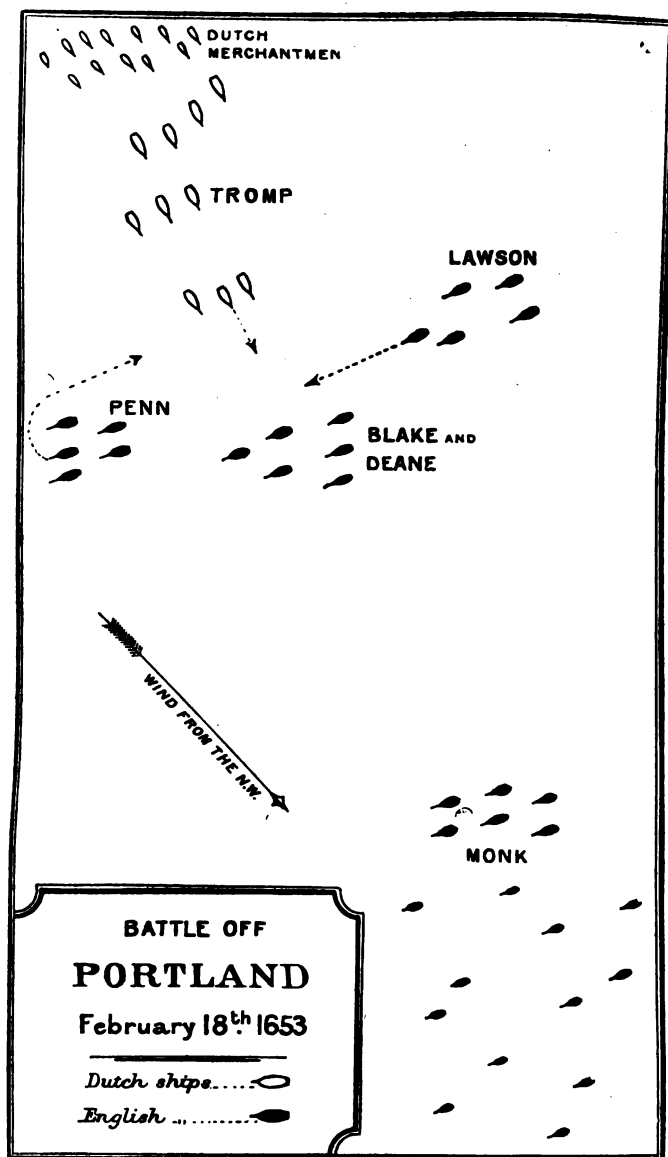 DUTCH
MERCHANTMEN
TROMP
LAWSON
PENN
BLAKE AND
DEANE
WIND FROM THE N.W.
MONK
BATTLE OFF
PORTLAND
February 18th. 1653
Dutch ships.....
English „ ........